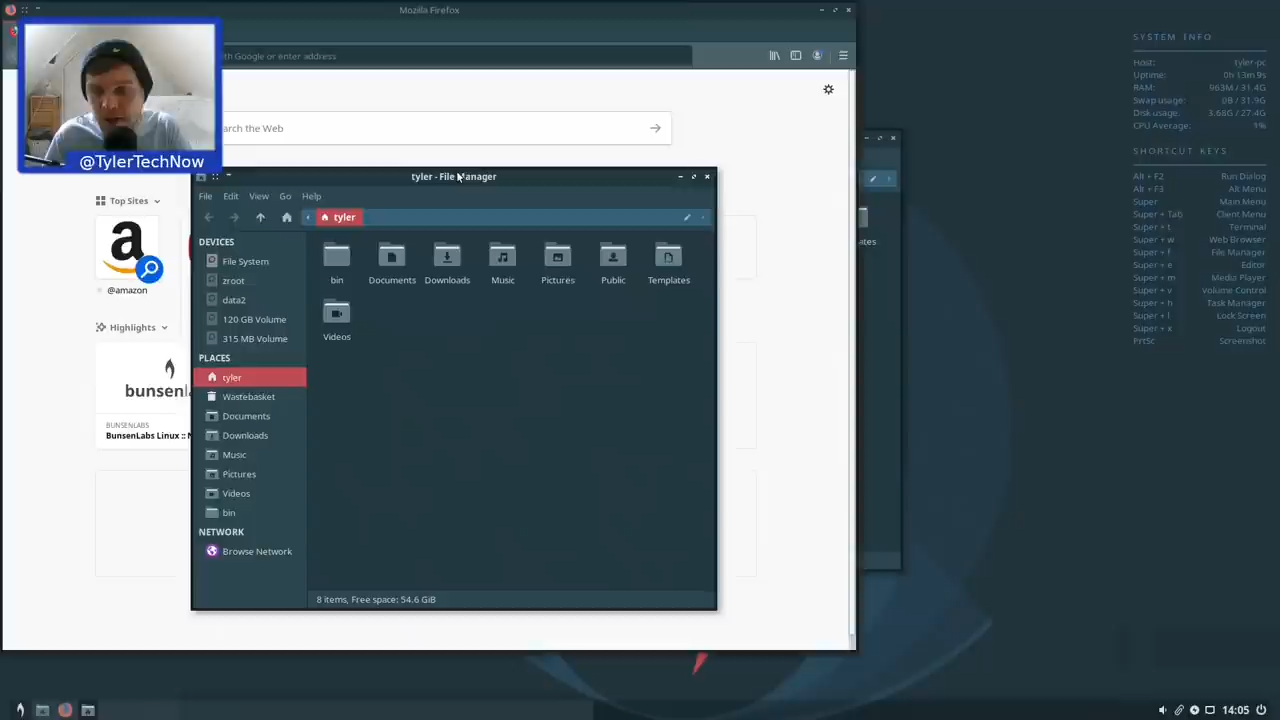 Mozilla Firefox
th Google or enter address
@TylerTechNow
arch the Web
Top Sites
@amazon
Highlights
bunsenl
BUNSENLABS
BunsenLabs Linux :: N
tyler - File Manager
File Edit View Go Help
tyler
DEVICES
File System
zroot
data2
120 GB Volume
315 MB Volume
PLACES
tyler
Wastebasket
Documents
Downloads
Music
Pictures
Videos
bin
NETWORK
Browse Network
bin Documents Downloads Music Pictures Public Templates
Videos
8 items, Free space: 54.6 GiB
ates
SYSTEM INFO
Host: tyler-pc
Uptime: 0h 13m 9s
RAM: 963M / 31.4G
Swap usage: 0B / 31.9G
Disk usage: 3.68G / 27.4G
CPU Average: 1%
SHORTCUT KEYS
Alt + F2 Run Dialog
Alt + F3 Alt Menu
Super Main Menu
Super + Tab Client Menu
Super + t Terminal
Super + w Web Browser
Super + f File Manager
Super + e Editor
Super + m Media Player
Super + v Volume Control
Super + h Task Manager
Super + l Lock Screen
Super + x Logout
PrtSc Screenshot
14:05